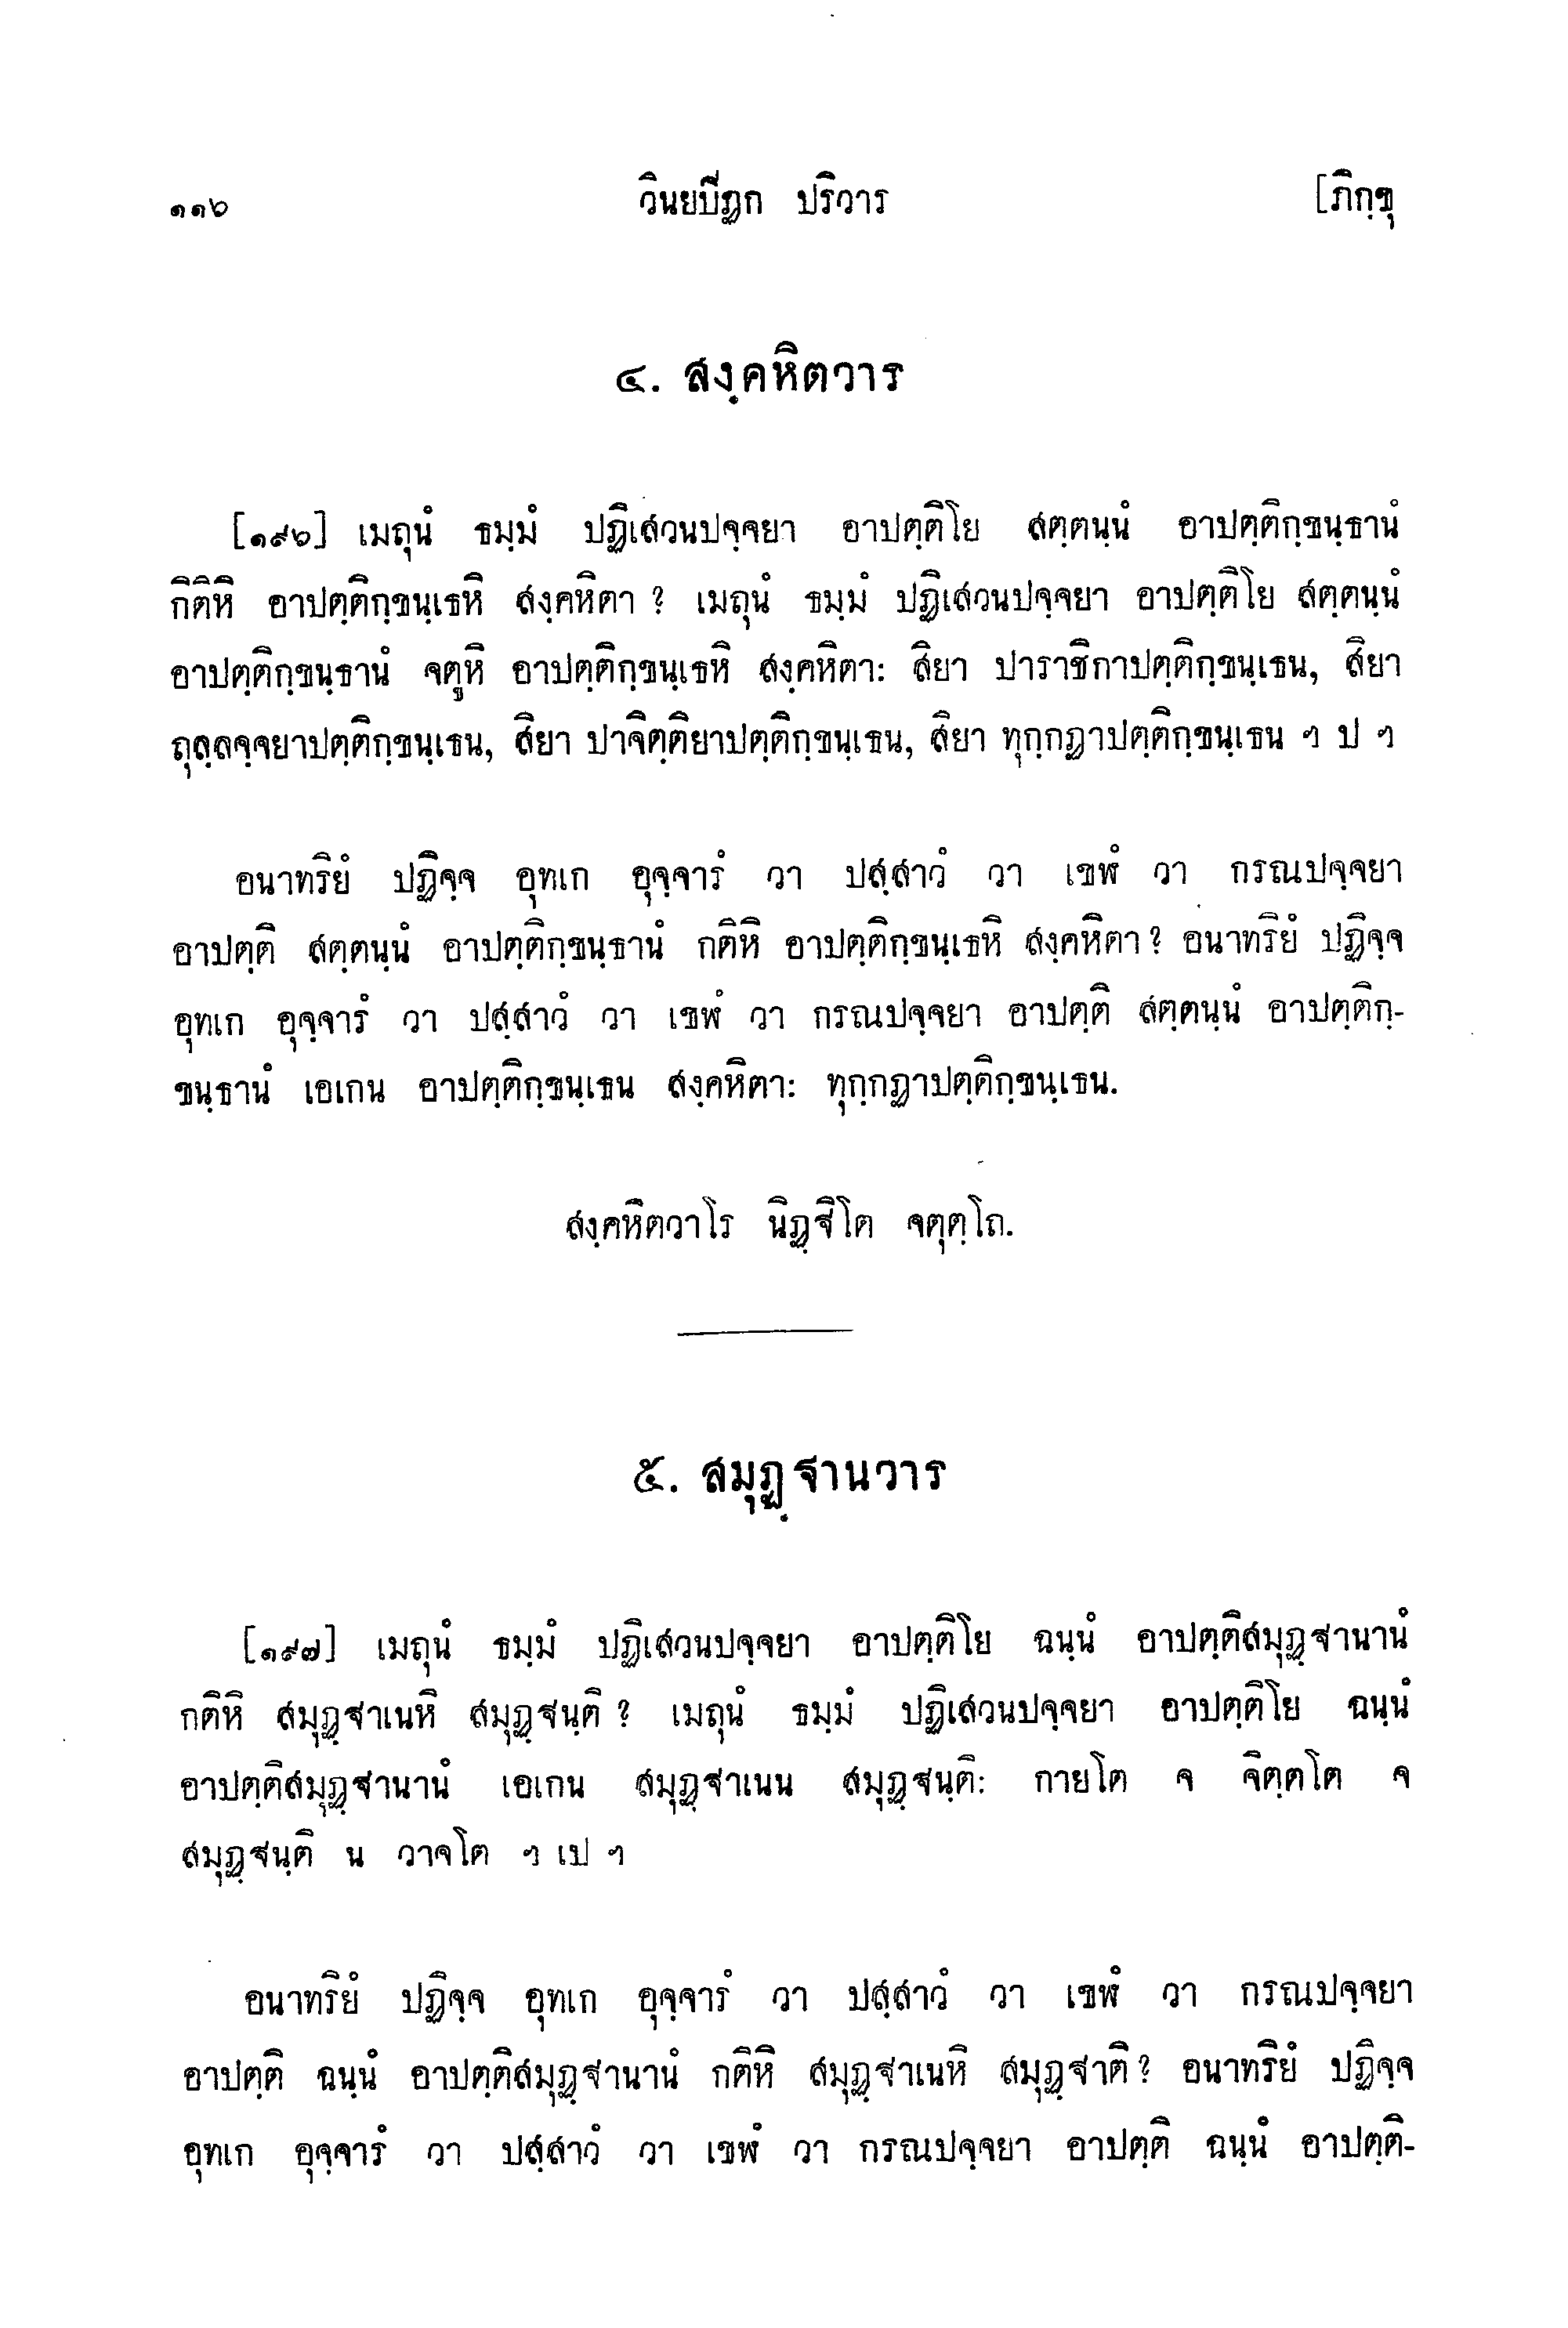 ๑๑๖ วินยปิฏก ปริวาร [ภิกฺขุ
๔. สงฺคหิตวาร
[๑๙๖] เมถุนํ ธมฺมํ ปฏิเสวนปจฺจยา อาปตฺติโย สตฺตนฺนํ อาปตฺติกฺขนฺธานํ
กิติหิ อาปตฺติกฺขนฺเธหิ สงฺคหิตา ? เมถุนํ ธมฺมํ ปฏิเสวนปจฺจยา อาปตฺติโย สตฺตนฺนํ
อาปตฺติกฺขนฺธานํ จตูหิ อาปตฺติกฺขนฺเธหิ สงฺคหิตา: สิยา ปาราชิกาปตฺติกฺขนฺเธน, สิยา
ถุลฺลจฺจยาปตฺติกฺขนฺเธน, สิยา ปาจิตฺติยาปตฺติกฺขนฺเธน, สิยา ทุกฺกฏาปตฺติกฺขนฺเธน ฯ ป ฯ
อนาทริยํ ปฏิจฺจ อุทเก อุจฺจารํ วา ปสฺสาวํ วา เขฬํ วา กรณปจฺจยา
อาปตฺติ สตฺตนฺนํ อาปตฺติกฺขนฺธานํ กติหิ อาปตฺติกฺขนฺเธหิ สงฺคหิตา ? อนาทริยํ ปฏิจฺจ
อุทเก อุจฺจารํ วา ปสฺสาวํ วา เขฬํ วา กรณปจฺจยา อาปตฺติ สตฺตนฺนํ อาปตฺติกฺ-
ขนฺธานํ เอเกน อาปตฺติกฺขนฺเธน สงฺคหิตา: ทุกฺกฏาปตฺติกฺขนฺเธน.
สงฺคหิตวาโร นิฏฺฐิโต จตุตฺโถ.
๕. สมุฏฺฐานวาร
[๑๙๗] เมถุนํ ธมฺมํ ปฏิเสวนปจฺจยา อาปตฺติโย ฉนฺนํ อาปตฺติสมุฏฺฐานานํ
กติหิ สมุฏฺฐาเนหิ สมุฏฺฐนฺติ ? เมถุนํ ธมฺมํ ปฏิเสวนปจฺจยา อาปตฺติโย ฉนฺนํ
อาปตฺติสมุฏฺฐานานํ เอเกน สมุฏฺฐาเนน สมุฏฺฐนฺติ: กายโต จ จิตฺตโต จ
สมุฏฺฐนฺติ น วาจโต ฯ เป ฯ
อนาทริยํ ปฏิจฺจ อุทเก อุจฺจารํ วา ปสฺสาวํ วา เขฬํ วา กรณปจฺจยา
อาปตฺติ ฉนฺนํ อาปตฺติสมุฏฺฐานานํ กติหิ สมุฏฺฐาเนหิ สมุฏฺฐาติ ? อนาทริยํ ปฏิจฺจ
อุทเก อุจฺจารํ วา ปสฺสาวํ วา เขฬํ วา กรณปจฺจยา อาปตฺติ ฉนฺนํ อาปตฺติ-